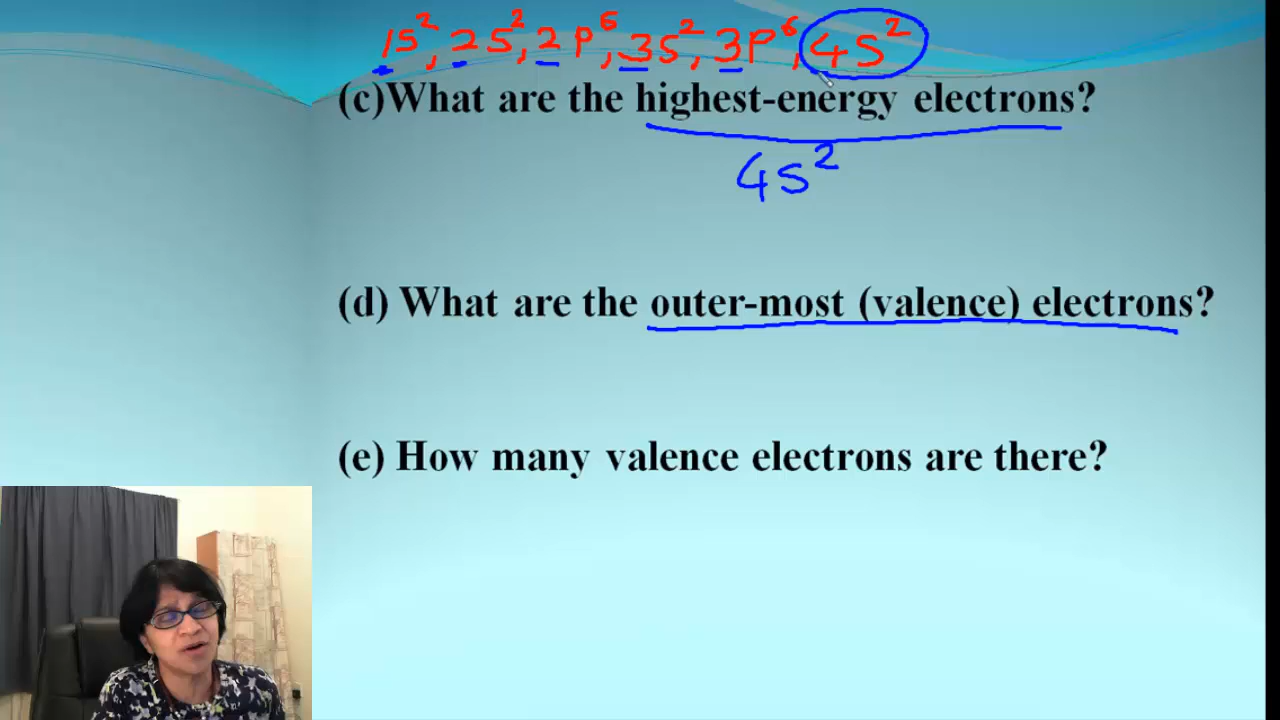 1s², 2s², 2p⁶, 3s², 3p⁶, 4s²
(c)What are the highest-energy electrons?
4s²
(d) What are the outer-most (valence) electrons?
(e) How many valence electrons are there?